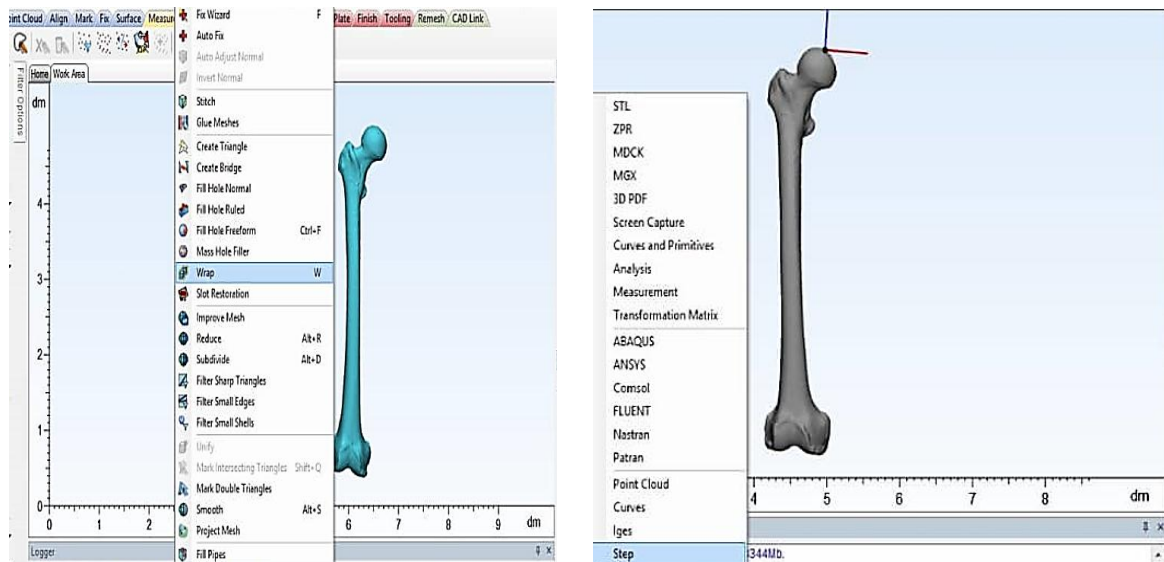 int Cloud Align Mark Fix Surface Measur
Plate Finish Tooling Remesh CAD Link
Home Work Area
Filter Options
dm
4
3
2
1
0
0 1 2
6 7 8 9 dm
Logger
Fix Wizard F
Auto Fix
Auto Adjust Normal
Invert Normal
Stitch
Glue Meshes
Create Triangle
Create Bridge
Fill Hole Normal
Fill Hole Ruled
Fill Hole Freeform Ctrl+F
Mass Hole Filler
Wrap W
Slot Restoration
Improve Mesh
Reduce Alt+R
Subdivide Alt+D
Filter Sharp Triangles
Filter Small Edges
Filter Small Shells
Unify
Mark Intersecting Triangles Shift+Q
Mark Double Triangles
Smooth Alt+S
Project Mesh
Fill Pipes
STL
ZPR
MDCK
MGX
3D PDF
Screen Capture
Curves and Primitives
Analysis
Measurement
Transformation Matrix
ABAQUS
ANSYS
Comsol
FLUENT
Nastran
Patran
Point Cloud
Curves
Iges
Step
4 5 6 7 8 dm
344Mb.